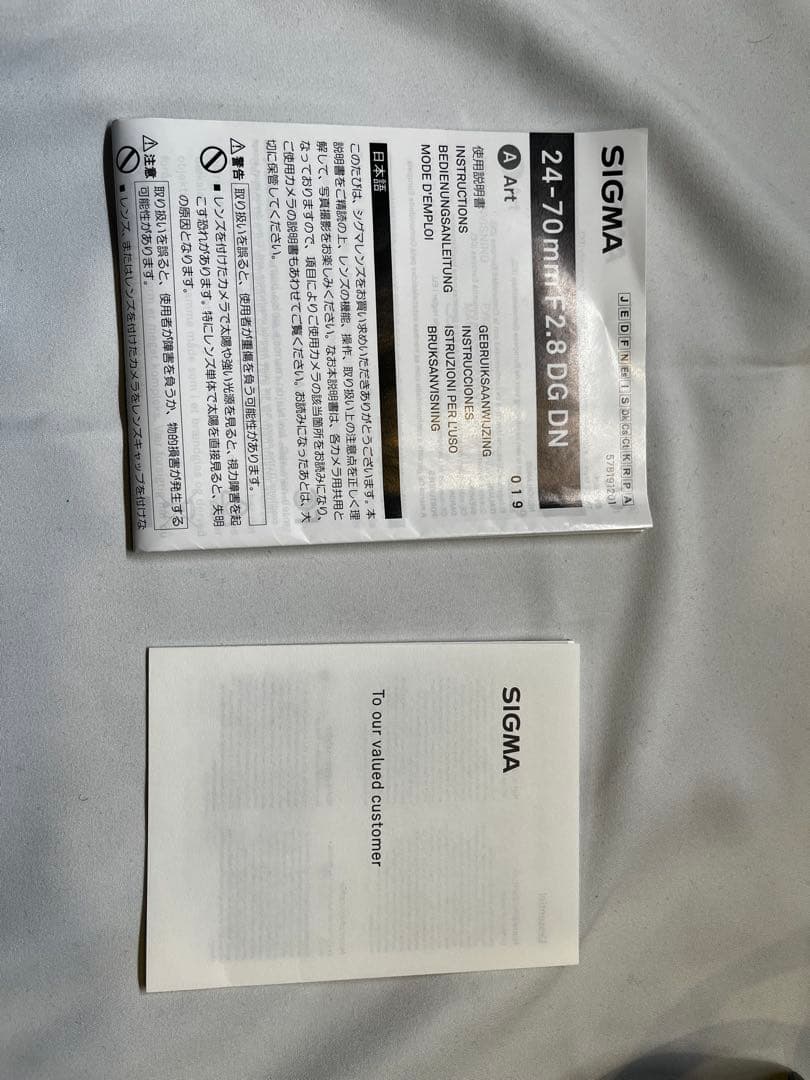 SIGMA
J E D F N Es I S Dk Cs Ct K R P A
24-70mm F2.8 DG DN
A Art
019
使用説明書
INSTRUCTIONS
BEDIENUNGSANLEITUNG
MODE D'EMPLOI
GEBRUIKSAANWIJZING
INSTRUCCIONES
ISTRUZIONI PER L'USO
BRUKSANVISNING
日本語
このたびは、シグマレンズをお買い求めいただきありがとうございます。本
説明書をご精読の上、レンズの機能、操作、取り扱い上の注意点を正しく理
解して、写真撮影をお楽しみください。なお本説明書は、各カメラ用共用と
なっておりますので、項目によりご使用カメラの該当箇所をお読みになり、
ご使用カメラの説明書もあわせてご覧ください。お読みになったあとは、大
切に保管してください。
警告 取り扱いを誤ると、使用者が重傷を負う可能性があります。
■ レンズを付けたカメラで太陽や強い光源を見ると、視力障害を起
こす恐れがあります。特にレンズ単体で太陽を直接見ると、失明
の原因となります。
注意 取り扱いを誤ると、使用者が障害を負うか、物的損害が発生する
可能性があります。
■ レンズ、またはレンズを付けたカメラをレンズキャップを付けな
SIGMA
To our valued customer